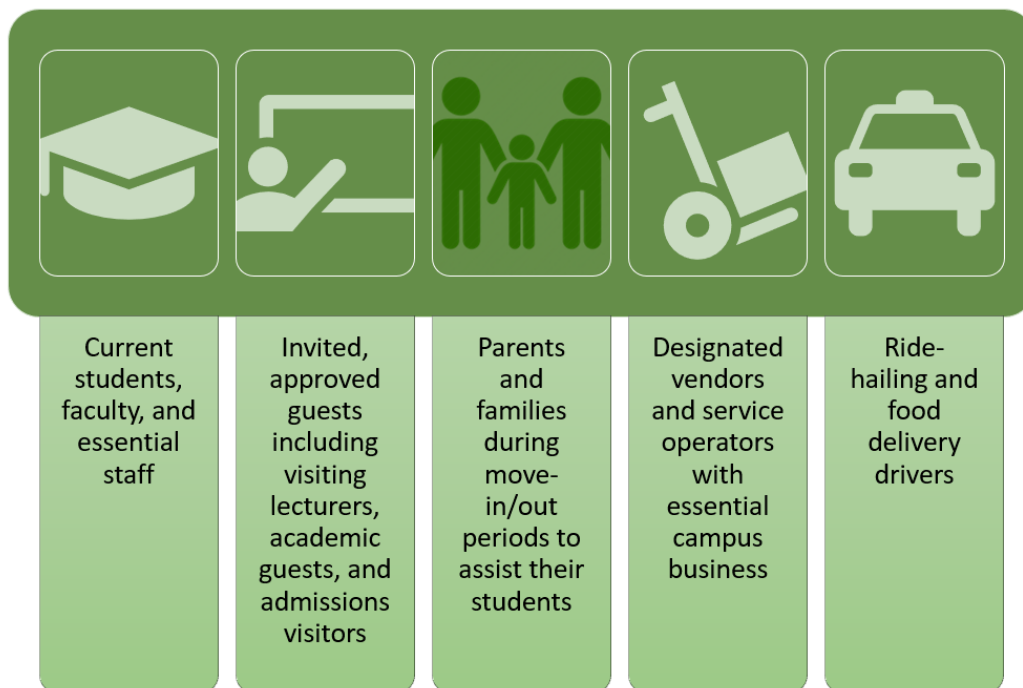 Current
students,
faculty, and
essential
staff
Invited,
approved
guests
including
visiting
lecturers,
academic
guests, and
admissions
visitors
Parents
and
families
during
move-
in/out
periods to
assist their
students
Designated
vendors
and service
operators
with
essential
campus
business
Ride-
hailing and
food
delivery
drivers